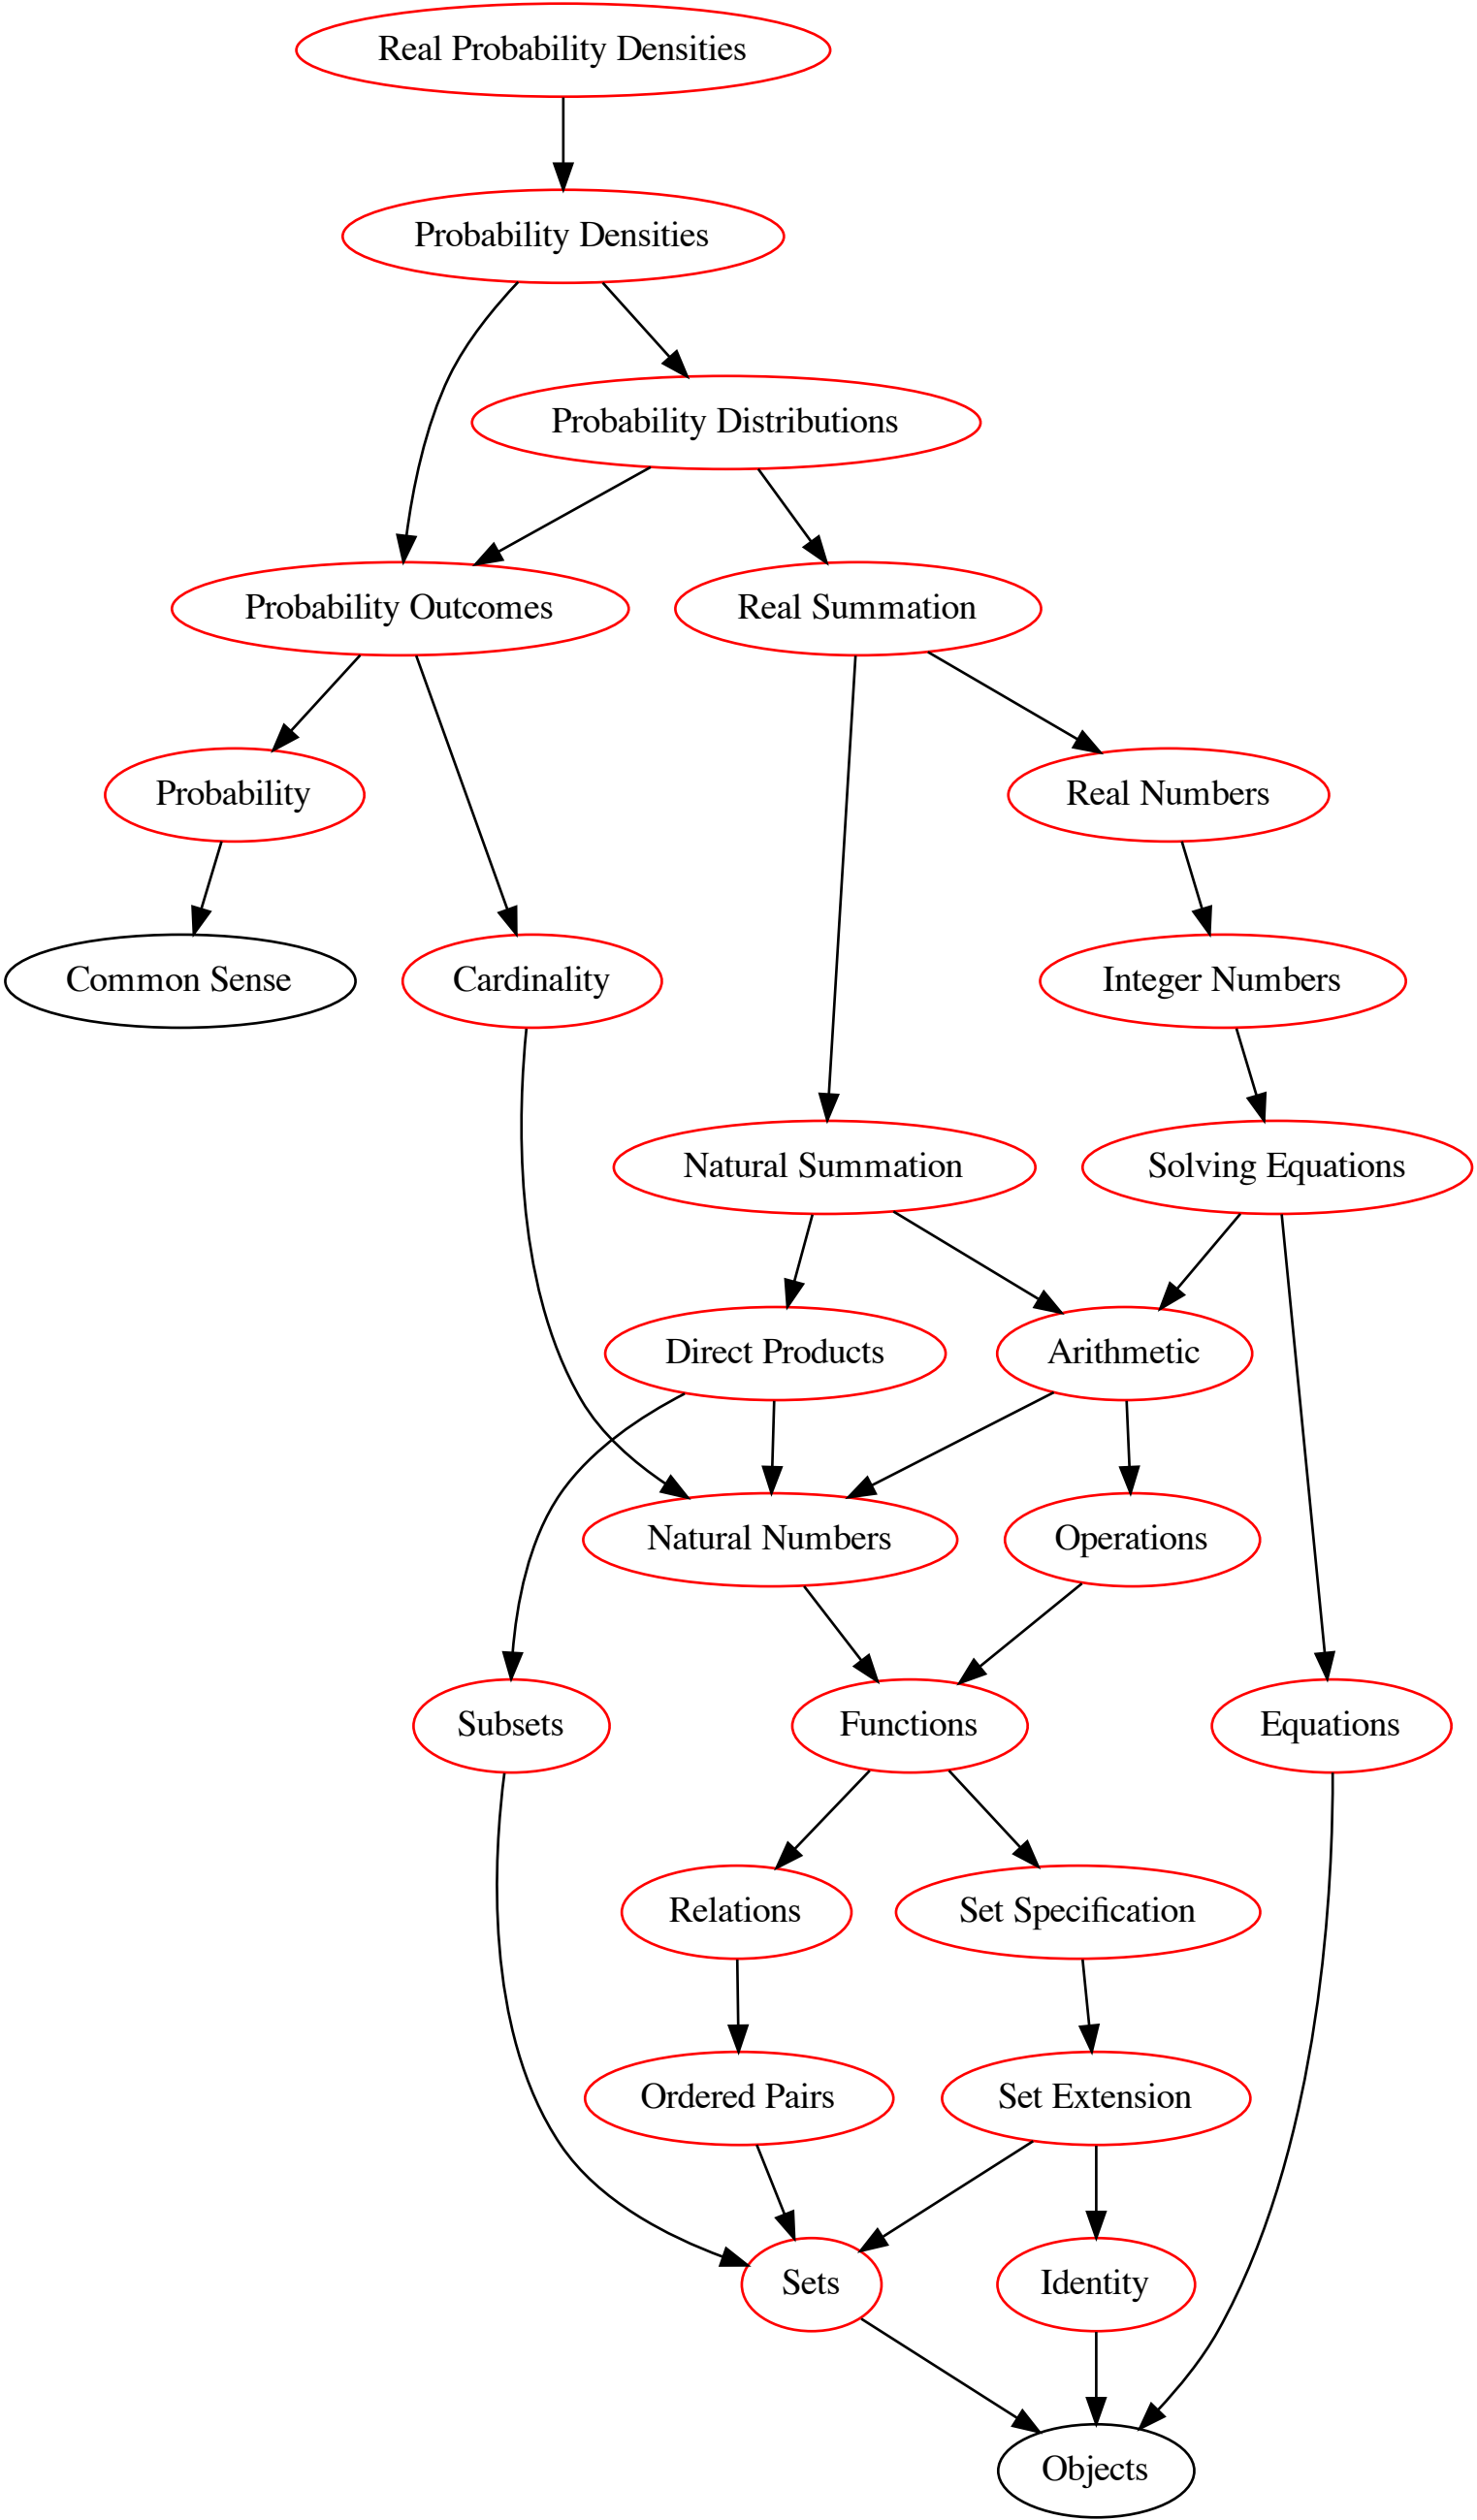 Real Probability Densities
Probability Densities
Probability Distributions
Probability Outcomes
Real Summation
Probability
Real Numbers
Common Sense
Cardinality
Integer Numbers
Natural Summation
Solving Equations
Direct Products
Arithmetic
Natural Numbers
Operations
Subsets
Functions
Equations
Relations
Set Specification
Ordered Pairs
Set Extension
Sets
Identity
Objects